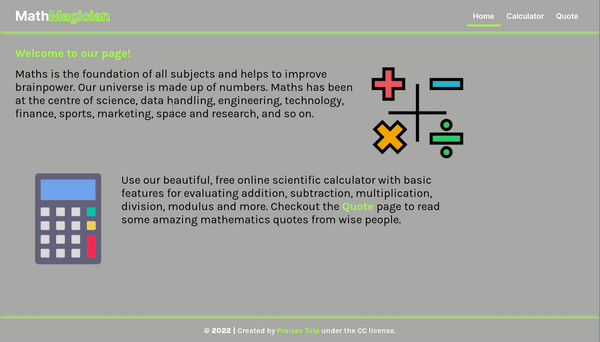 MathMagician
Home Calculator Quote
Welcome to our page!
Maths is the foundation of all subjects and helps to improve
brainpower. Our universe is made up of numbers. Maths has been
at the centre of science, data handling, engineering, technology,
finance, sports, marketing, space and research, and so on.
Use our beautiful, free online scientific calculator with basic
features for evaluating addition, subtraction, multiplication,
division, modulus and more. Checkout the Quote page to read
some amazing mathematics quotes from wise people.
© 2022 | Created by Praises Tula under the CC license.